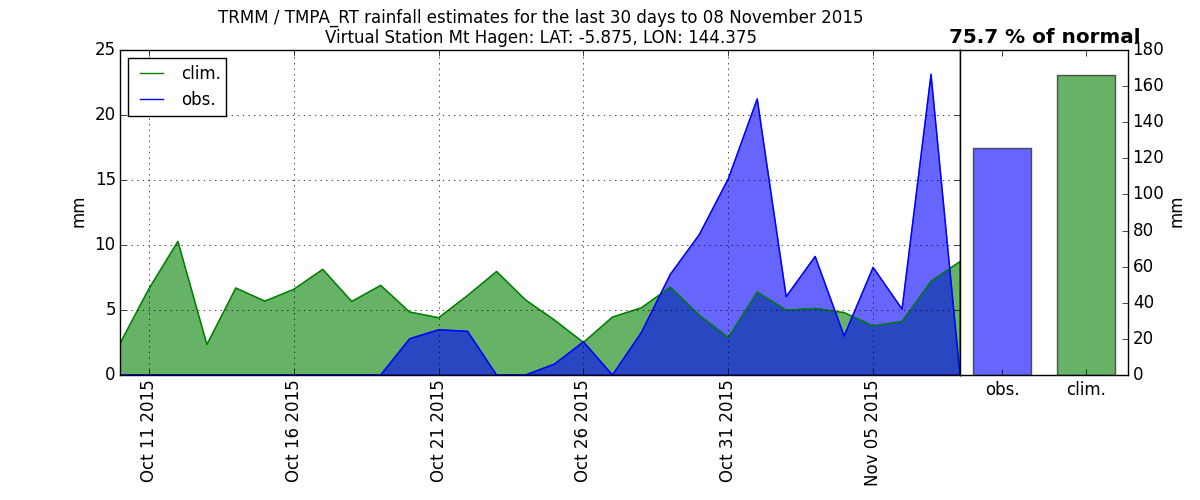 TRMM / TMPA_RT rainfall estimates for the last 30 days to 08 November 2015
Virtual Station Mt Hagen: LAT: -5.875, LON: 144.375
75.7 % of normal
clim.
obs.
mm
25
20
15
10
5
0
Oct 11 2015
Oct 16 2015
Oct 21 2015
Oct 26 2015
Oct 31 2015
Nov 05 2015
180
160
140
120
100
80
60
40
20
0
mm
obs.
clim.